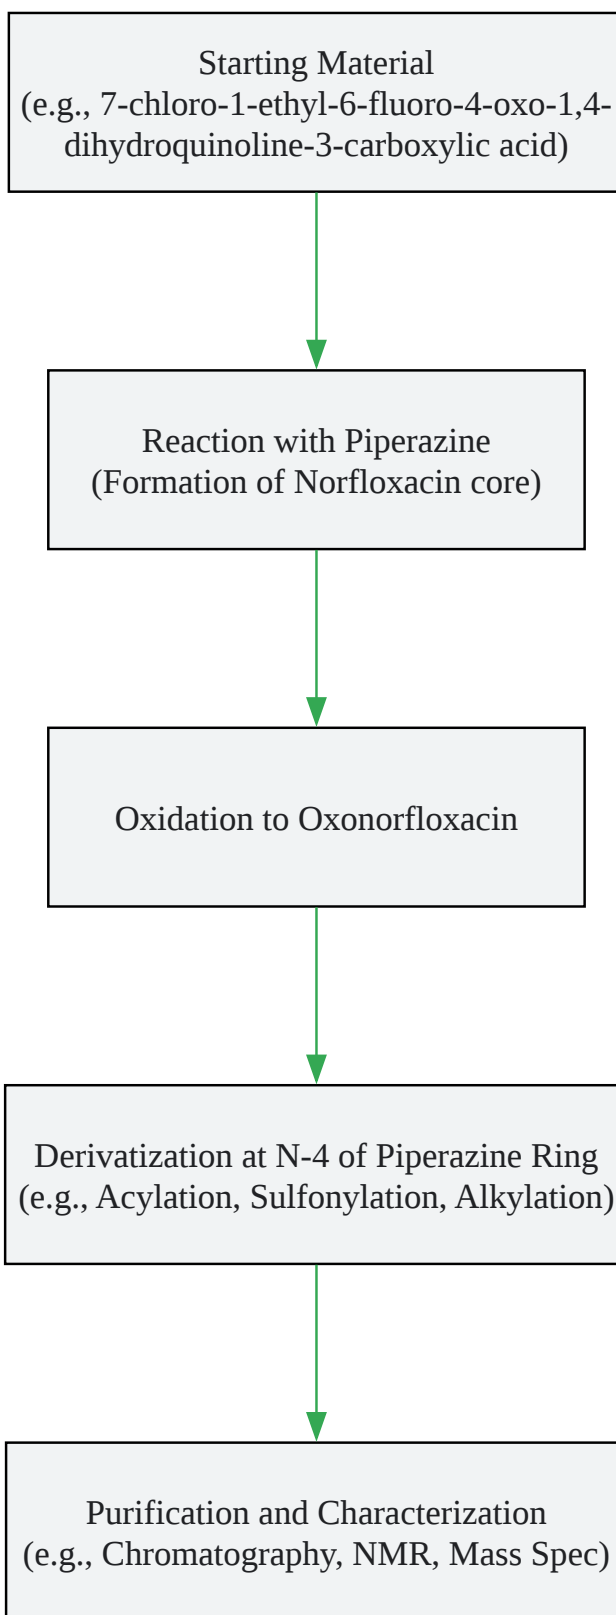 Starting Material
(e.g., 7-chloro-1-ethyl-6-fluoro-4-oxo-1,4-
dihydroquinoline-3-carboxylic acid)
Reaction with Piperazine
(Formation of Norfloxacin core)
Oxidation to Oxonorfloxacin
Derivatization at N-4 of Piperazine Ring
(e.g., Acylation, Sulfonylation, Alkylation)
Purification and Characterization
(e.g., Chromatography, NMR, Mass Spec)